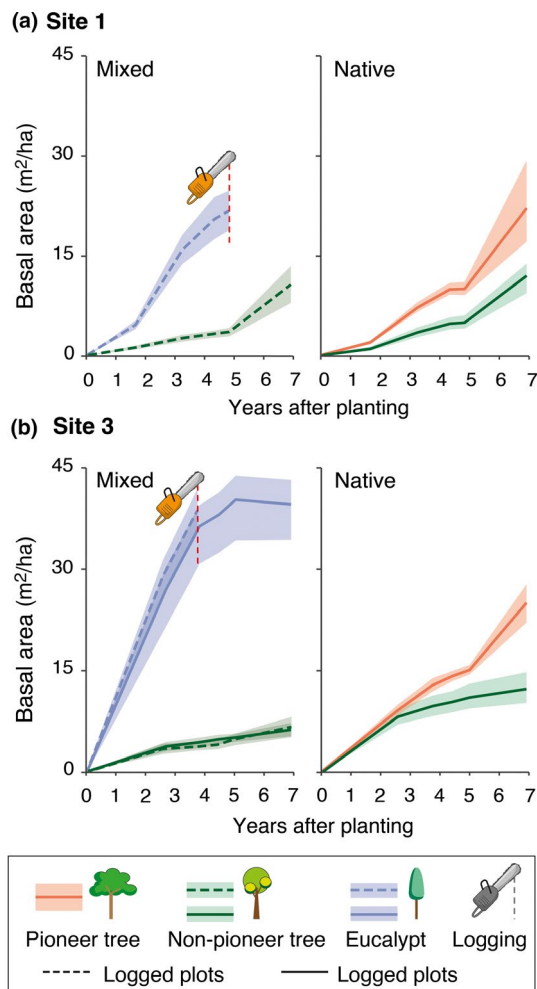 (a) Site 1
Mixed
Native
Basal area (m²/ha)
45
30
15
0
0 1 2 3 4 5 6 7
0 1 2 3 4 5 6 7
Years after planting
(b) Site 3
Mixed
Native
Basal area (m²/ha)
45
30
15
0
0 1 2 3 4 5 6 7
0 1 2 3 4 5 6 7
Years after planting
Pioneer tree Non-pioneer tree Eucalypt Logging
Logged plots Logged plots